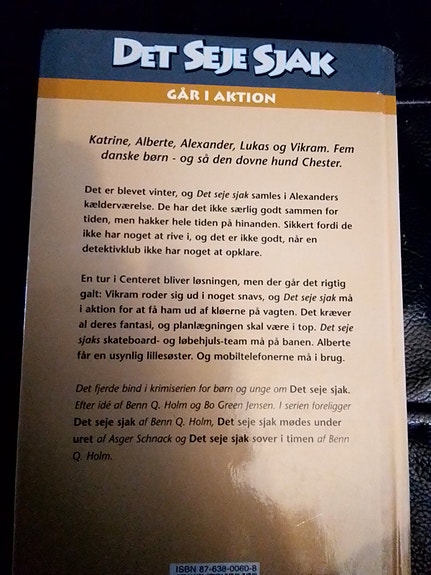 DET SEJE SJAK
GÅR I AKTION
Katrine, Alberte, Alexander, Lukas og Vikram. Fem
danske børn - og så den dovne hund Chester.
Det er blevet vinter, og Det seje sjak samles i Alexanders
kælderværelse. De har det ikke særlig godt sammen for
tiden, men hakker hele tiden på hinanden. Sikkert fordi de
ikke har noget at rive i, og det er ikke godt, når en
detektivklub ikke har noget at opklare.
En tur i Centeret bliver løsningen, men der går det rigtig
galt: Vikram roder sig ud i noget snavs, og Det seje sjak må
i aktion for at få ham ud af kløerne på vagten. Det kræver
al deres fantasi, og planlægningen skal være i top. Det seje
sjaks skateboard- og løbehjuls-team må på banen. Alberte
får en usynlig lillesøster. Og mobiltelefonerne må i brug.
Det fjerde bind i krimiserien for børn og unge om Det seje sjak.
Efter idé af Benn Q. Holm og Bo Green Jensen. I serien foreligger
Det seje sjak af Benn Q. Holm, Det seje sjak mødes under
uret af Asger Schnack og Det seje sjak sover i timen af Benn
Q. Holm.
ISBN 87-638-0060-8